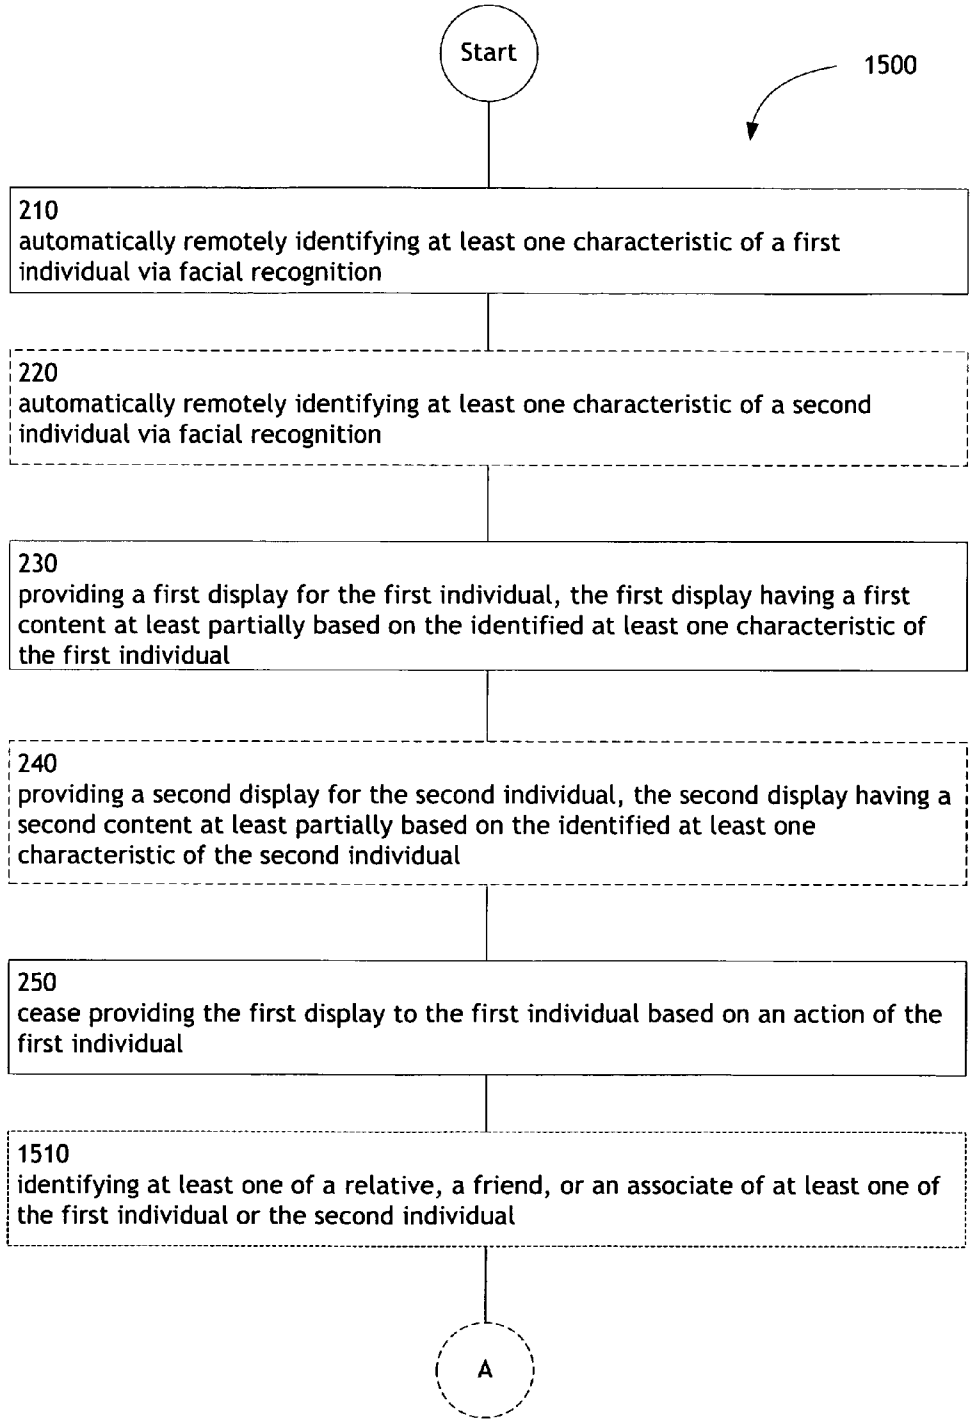 Start
1500
210
automatically remotely identifying at least one characteristic of a first
individual via facial recognition
220
automatically remotely identifying at least one characteristic of a second
individual via facial recognition
230
providing a first display for the first individual, the first display having a first
content at least partially based on the identified at least one characteristic of
the first individual
240
providing a second display for the second individual, the second display having a
second content at least partially based on the identified at least one
characteristic of the second individual
250
cease providing the first display to the first individual based on an action of the
first individual
1510
identifying at least one of a relative, a friend, or an associate of at least one of
the first individual or the second individual
A